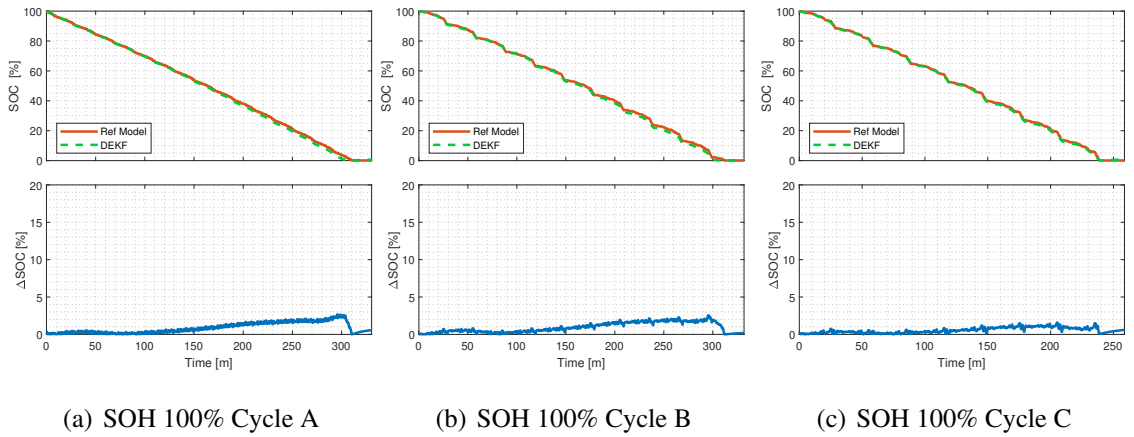 100
80
60
40
20
0
SOC [%]
Ref Model
DEKF
20
15
10
5
0
ΔSOC [%]
0 50 100 150 200 250 300
Time [m]
(a) SOH 100% Cycle A
100
80
60
40
20
0
SOC [%]
Ref Model
DEKF
20
15
10
5
0
ΔSOC [%]
0 50 100 150 200 250 300
Time [m]
(b) SOH 100% Cycle B
100
80
60
40
20
0
SOC [%]
Ref Model
DEKF
20
15
10
5
0
ΔSOC [%]
0 50 100 150 200 250
Time [m]
(c) SOH 100% Cycle C